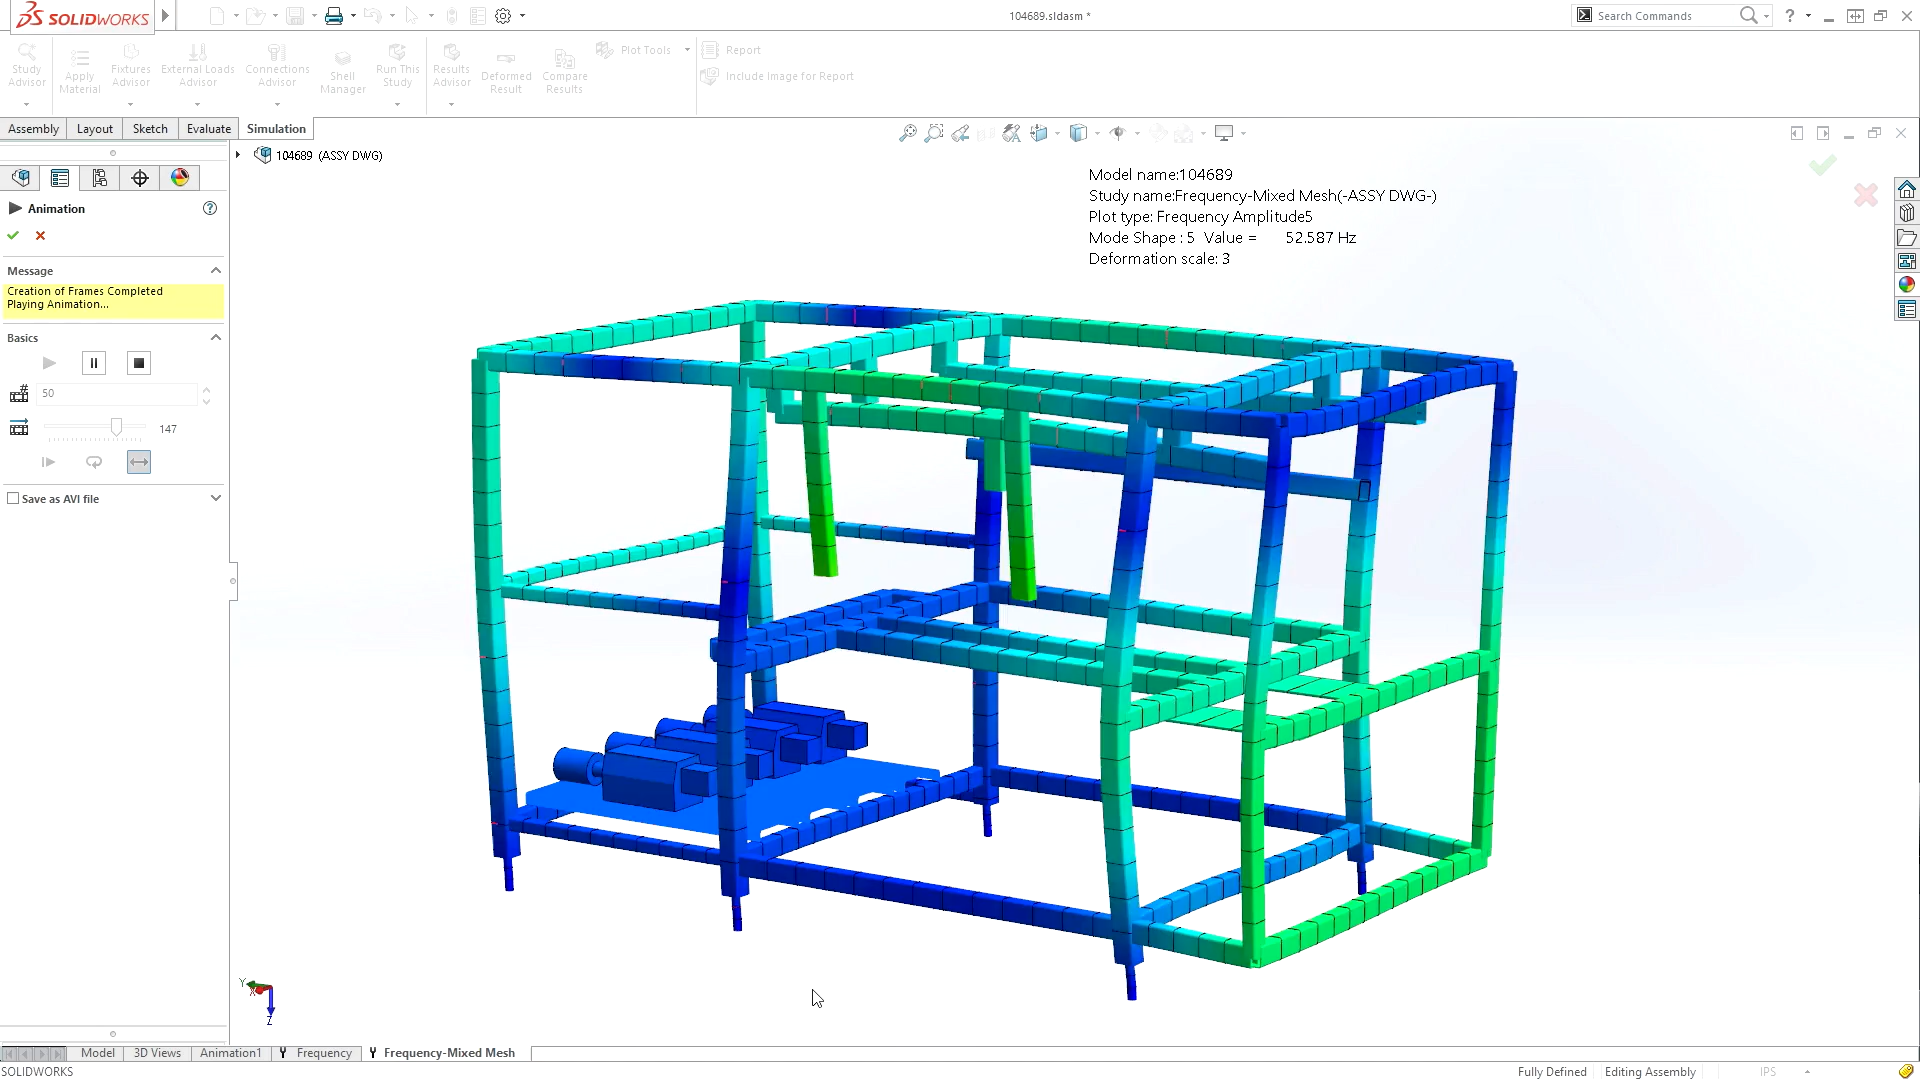 SOLIDWORKS
104689.sldasm *
Search Commands
?
Study Advisor
Apply Material
Fixtures Advisor
External Loads Advisor
Connections Advisor
Shell Manager
Run This Study
Results Advisor
Deformed Result
Compare Results
Plot Tools
Report
Include Image for Report
Assembly
Layout
Sketch
Evaluate
Simulation
104689 (ASSY DWG)
Animation
?
Message
Creation of Frames Completed
Playing Animation...
Basics
50
147
Save as AVI file
Model name:104689
Study name:Frequency-Mixed Mesh(-ASSY DWG-)
Plot type: Frequency Amplitude5
Mode Shape : 5 Value = 52.587 Hz
Deformation scale: 3
Y
X
Z
Model
3D Views
Animation1
Frequency
Frequency-Mixed Mesh
SOLIDWORKS
Fully Defined
Editing Assembly
IPS